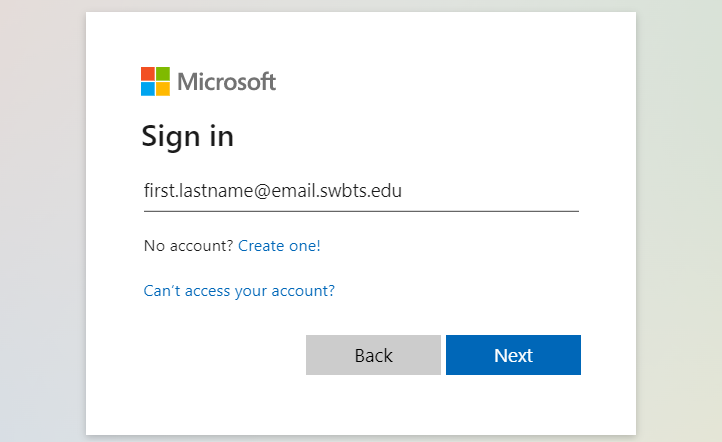 Microsoft
Sign in
first.lastname@email.swbts.edu
No account? Create one!
Can't access your account?
Back Next